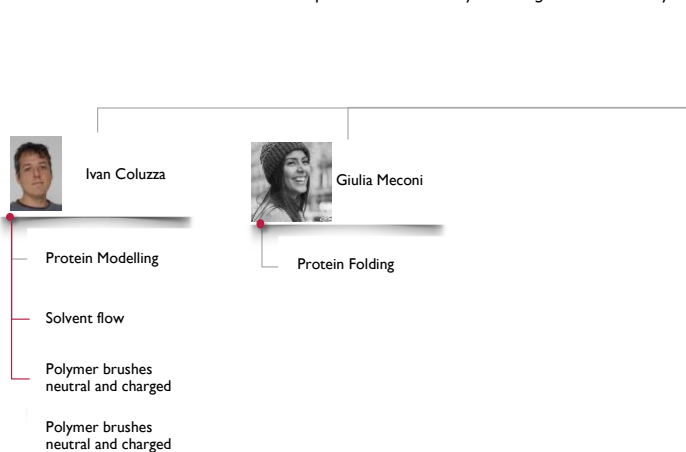 Ivan Coluzza
Giulia Meconi
Protein Modelling
Protein Folding
Solvent flow
Polymer brushes
neutral and charged
Polymer brushes
neutral and charged